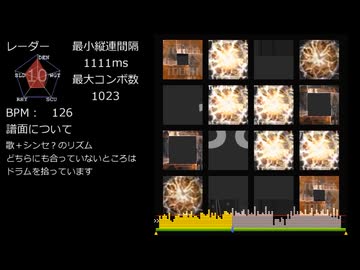 レーダー
最小縦連間隔
1111ms
最大コンボ数
1023
DEN
10
BPM： 126
譜面について
歌＋シンセ？のリズム
どちらにも合っていないところは
ドラムを拾っています